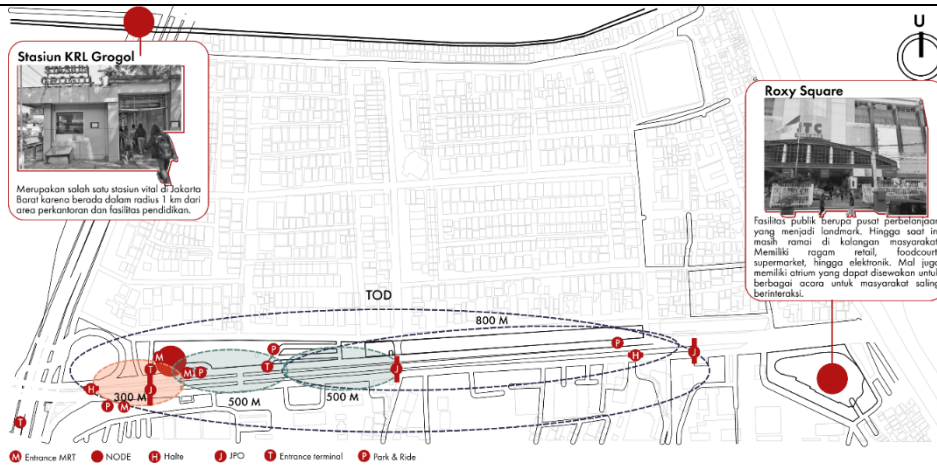 U
Stasiun KRL Grogol
Merupakan salah satu stasiun vital di Jakarta
Barat karena berada dalam radius 1 km dari
area perkantoran dan fasilitas pendidikan.
Roxy Square
ITC
Fasilitas publik berupa pusat perbelanjaan
yang menjadi landmark. Hingga saat ini
masih ramai di kalangan masyarakat.
Memiliki ragam retail, foodcourt,
supermarket, hingga elektronik. Mal juga
memiliki atrium yang dapat disewakan untuk
berbagai acara untuk masyarakat saling
berinteraksi.
TOD
800 M
P
J
H
M
T
P
T
M
P
J
H
J
300 M
500 M
500 M
P
M
T
M Entrance MRT
NODE
H Halte
J JPO
T Entrance terminal
P Park & Ride